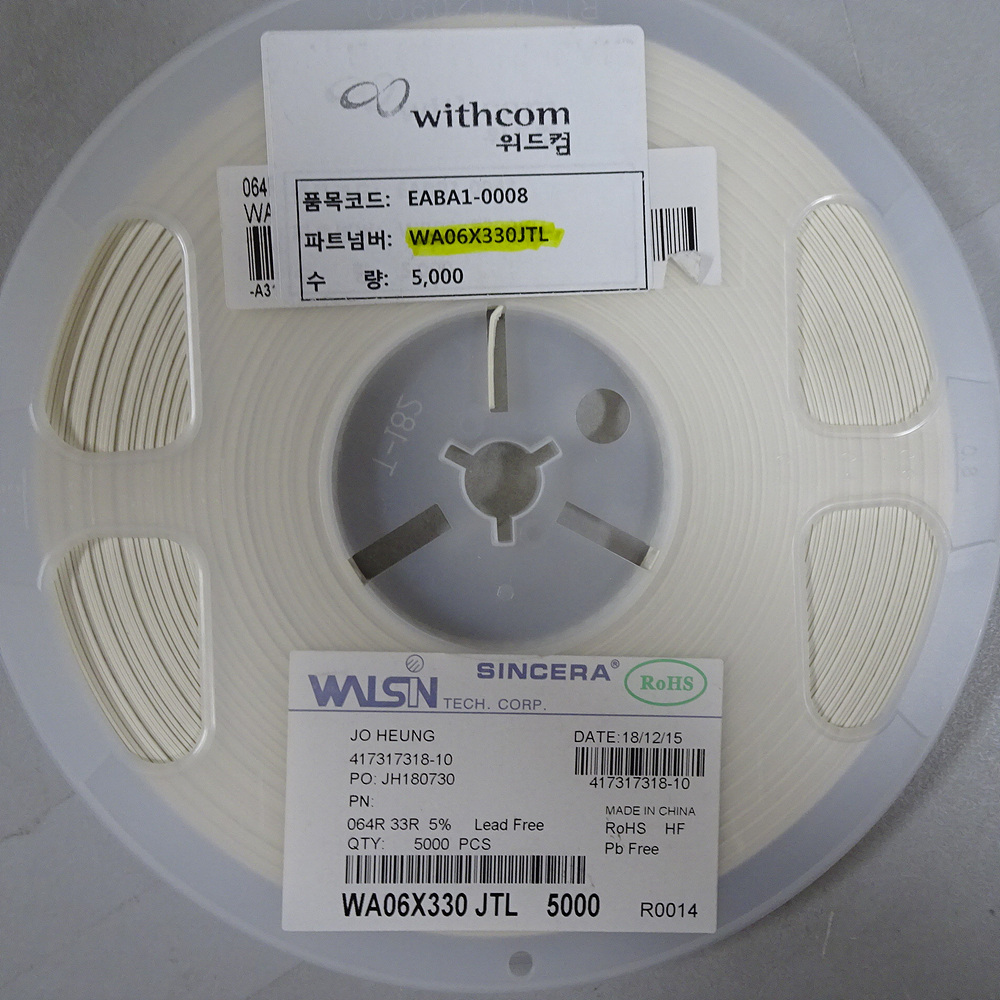 withcom
위드컴
품목코드: EABA1-0008
파트넘버: WA06X330JTL
수 량: 5,000
064R
WA
-A3
T-182
WALSIN TECH. CORP.
SINCERA®
RoHS
JO HEUNG
DATE:18/12/15
417317318-10
417317318-10
PO: JH180730
PN:
MADE IN CHINA
064R 33R 5% Lead Free
RoHS HF
QTY: 5000 PCS
Pb Free
WA06X330 JTL 5000 R0014